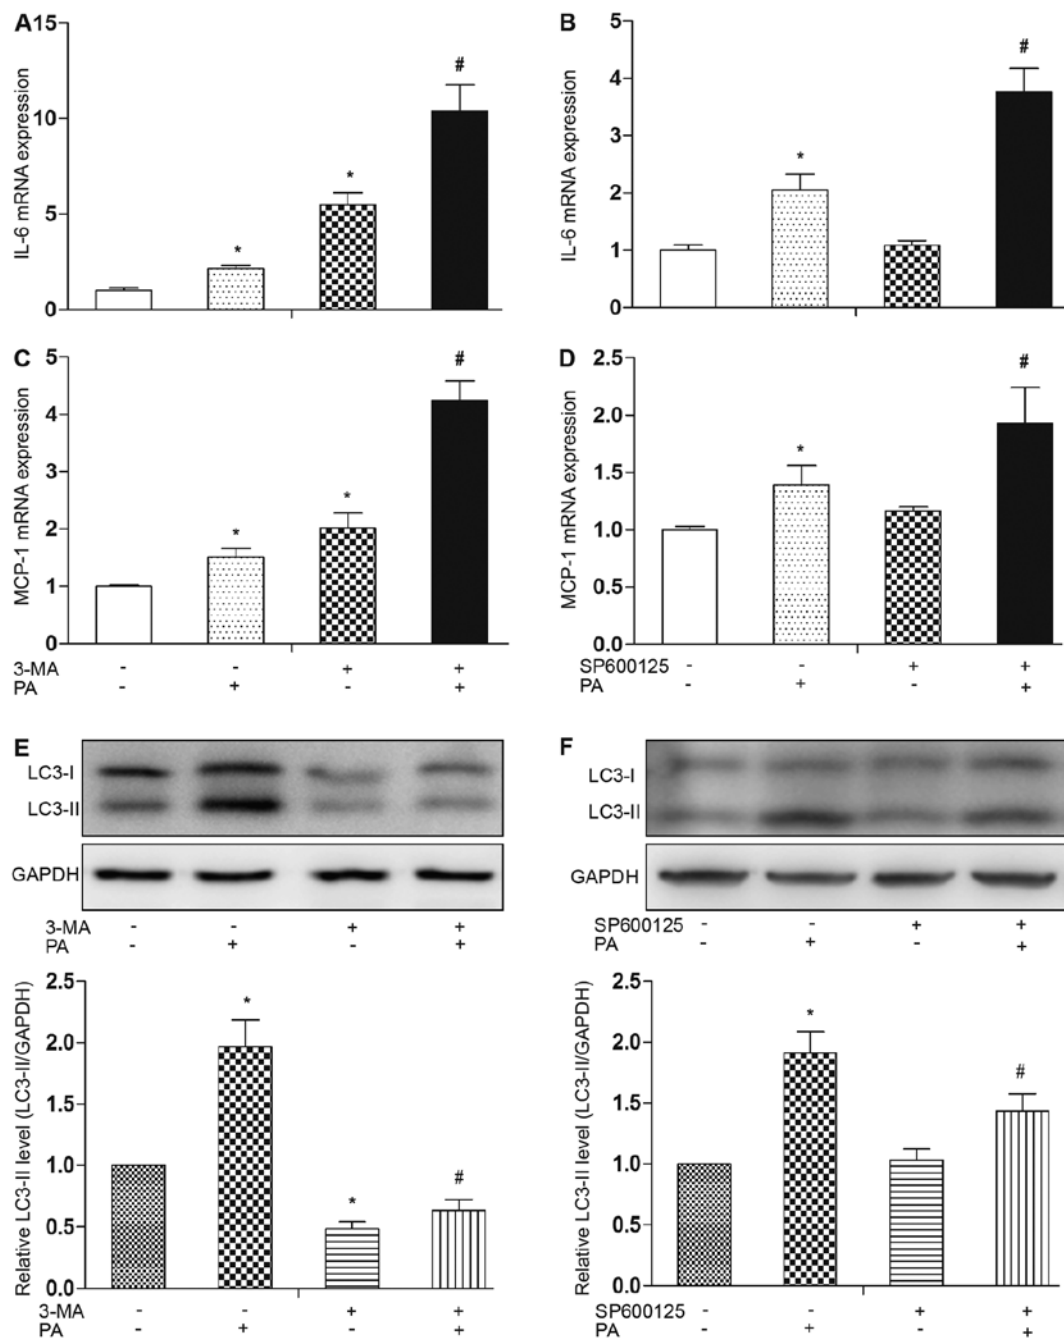 A
IL-6 mRNA expression
15
10
5
0
*
*
#
B
IL-6 mRNA expression
5
4
3
2
1
0
*
#
C
MCP-1 mRNA expression
5
4
3
2
1
0
*
*
#
3-MA - - + +
PA - + - +
D
MCP-1 mRNA expression
2.5
2.0
1.5
1.0
0.5
0.0
*
#
SP600125 - - + +
PA - + - +
E
LC3-I
LC3-II
GAPDH
3-MA - - + +
PA - + - +
Relative LC3-II level (LC3-II/GAPDH)
2.5
2.0
1.5
1.0
0.5
0.0
*
*
#
3-MA - - + +
PA - + - +
F
LC3-I
LC3-II
GAPDH
SP600125 - - + +
PA - + - +
Relative LC3-II level (LC3-II/GAPDH)
2.5
2.0
1.5
1.0
0.5
0.0
*
#
SP600125 - - + +
PA - + - +